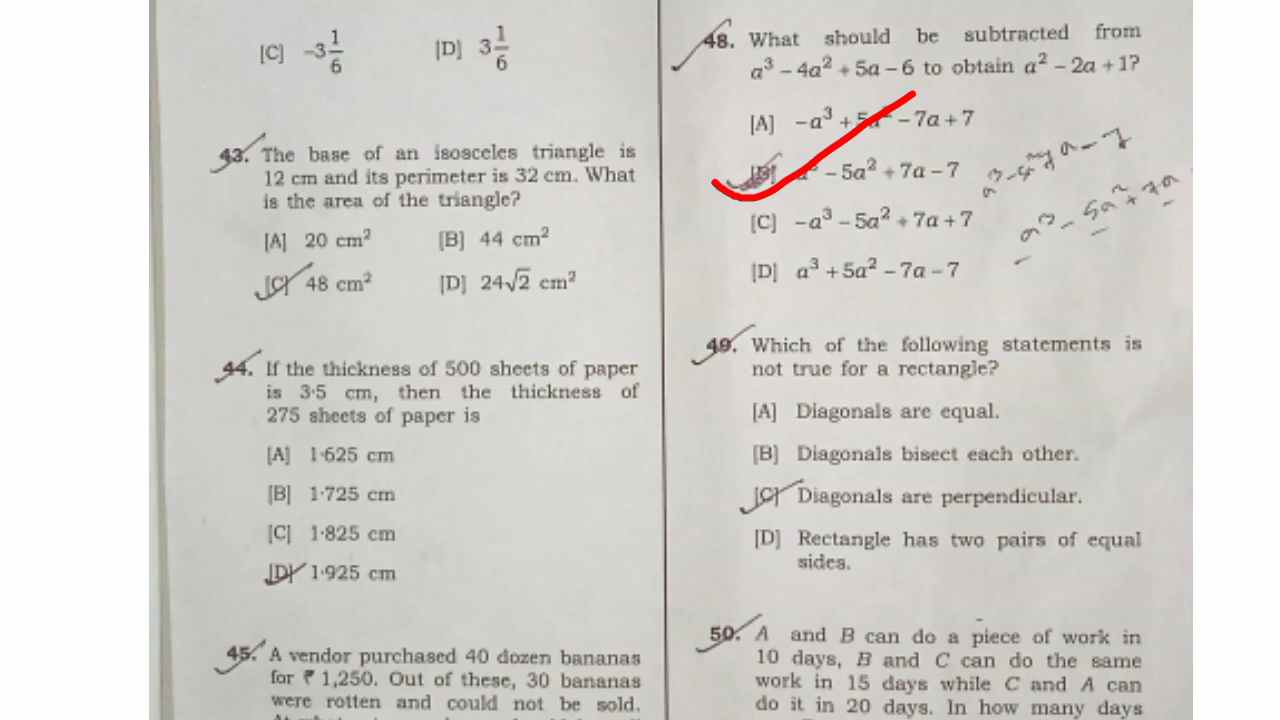 [C] -3 1/6 [D] 3 1/6
43. The base of an isosceles triangle is
12 cm and its perimeter is 32 cm. What
is the area of the triangle?
[A] 20 cm² [B] 44 cm²
[C] 48 cm² [D] 24√2 cm²
44. If the thickness of 500 sheets of paper
is 3·5 cm, then the thickness of
275 sheets of paper is
[A] 1·625 cm
[B] 1·725 cm
[C] 1·825 cm
[D] 1·925 cm
45. A vendor purchased 40 dozen bananas
for ₹ 1,250. Out of these, 30 bananas
were rotten and could not be sold.
48. What should be subtracted from
a³ - 4a² + 5a - 6 to obtain a² - 2a + 1?
[A] -a³ + 5a² - 7a + 7
[B] a³ - 5a² + 7a - 7
[C] -a³ - 5a² + 7a + 7
[D] a³ + 5a² - 7a - 7
a³ - 5a² + 7a
49. Which of the following statements is
not true for a rectangle?
[A] Diagonals are equal.
[B] Diagonals bisect each other.
[C] Diagonals are perpendicular.
[D] Rectangle has two pairs of equal
sides.
50. A and B can do a piece of work in
10 days, B and C can do the same
work in 15 days while C and A can
do it in 20 days. In how many days